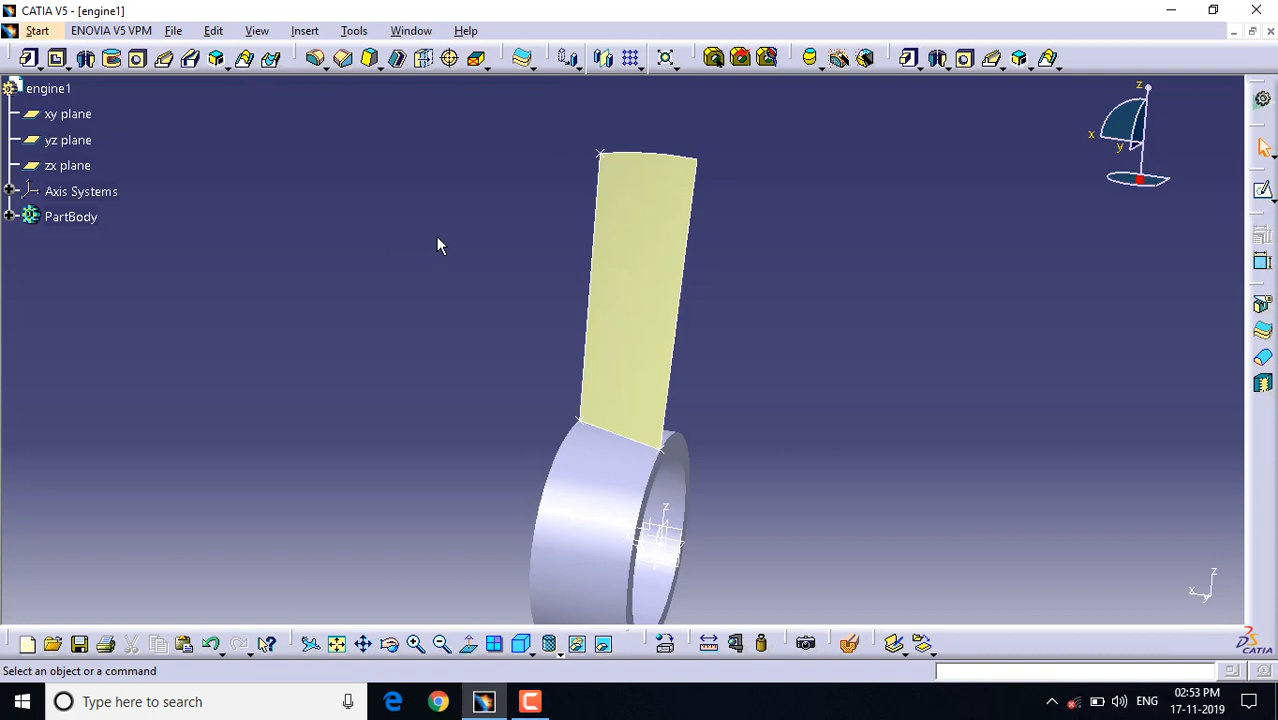 CATIA V5 - [engine1]
Start ENOVIA V5 VPM File Edit View Insert Tools Window Help
engine1
xy plane
yz plane
zx plane
Axis Systems
PartBody
z
x
y
z
z
x
y
CATIA
Select an object or a command
Type here to search
ENG
02:53 PM
17-11-2019